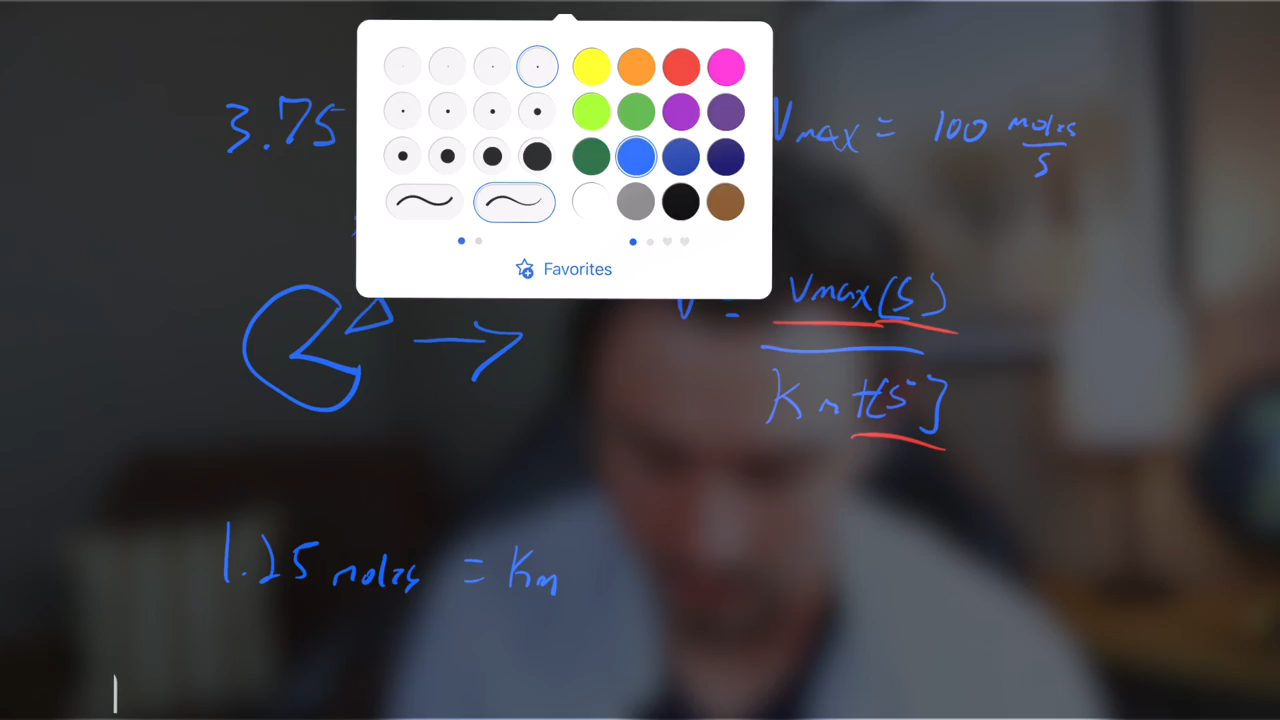 Favorites
3.75
Vmax = 100 moles
s
V = Vmax(S)
Km+[S]
1.25 moles = Km